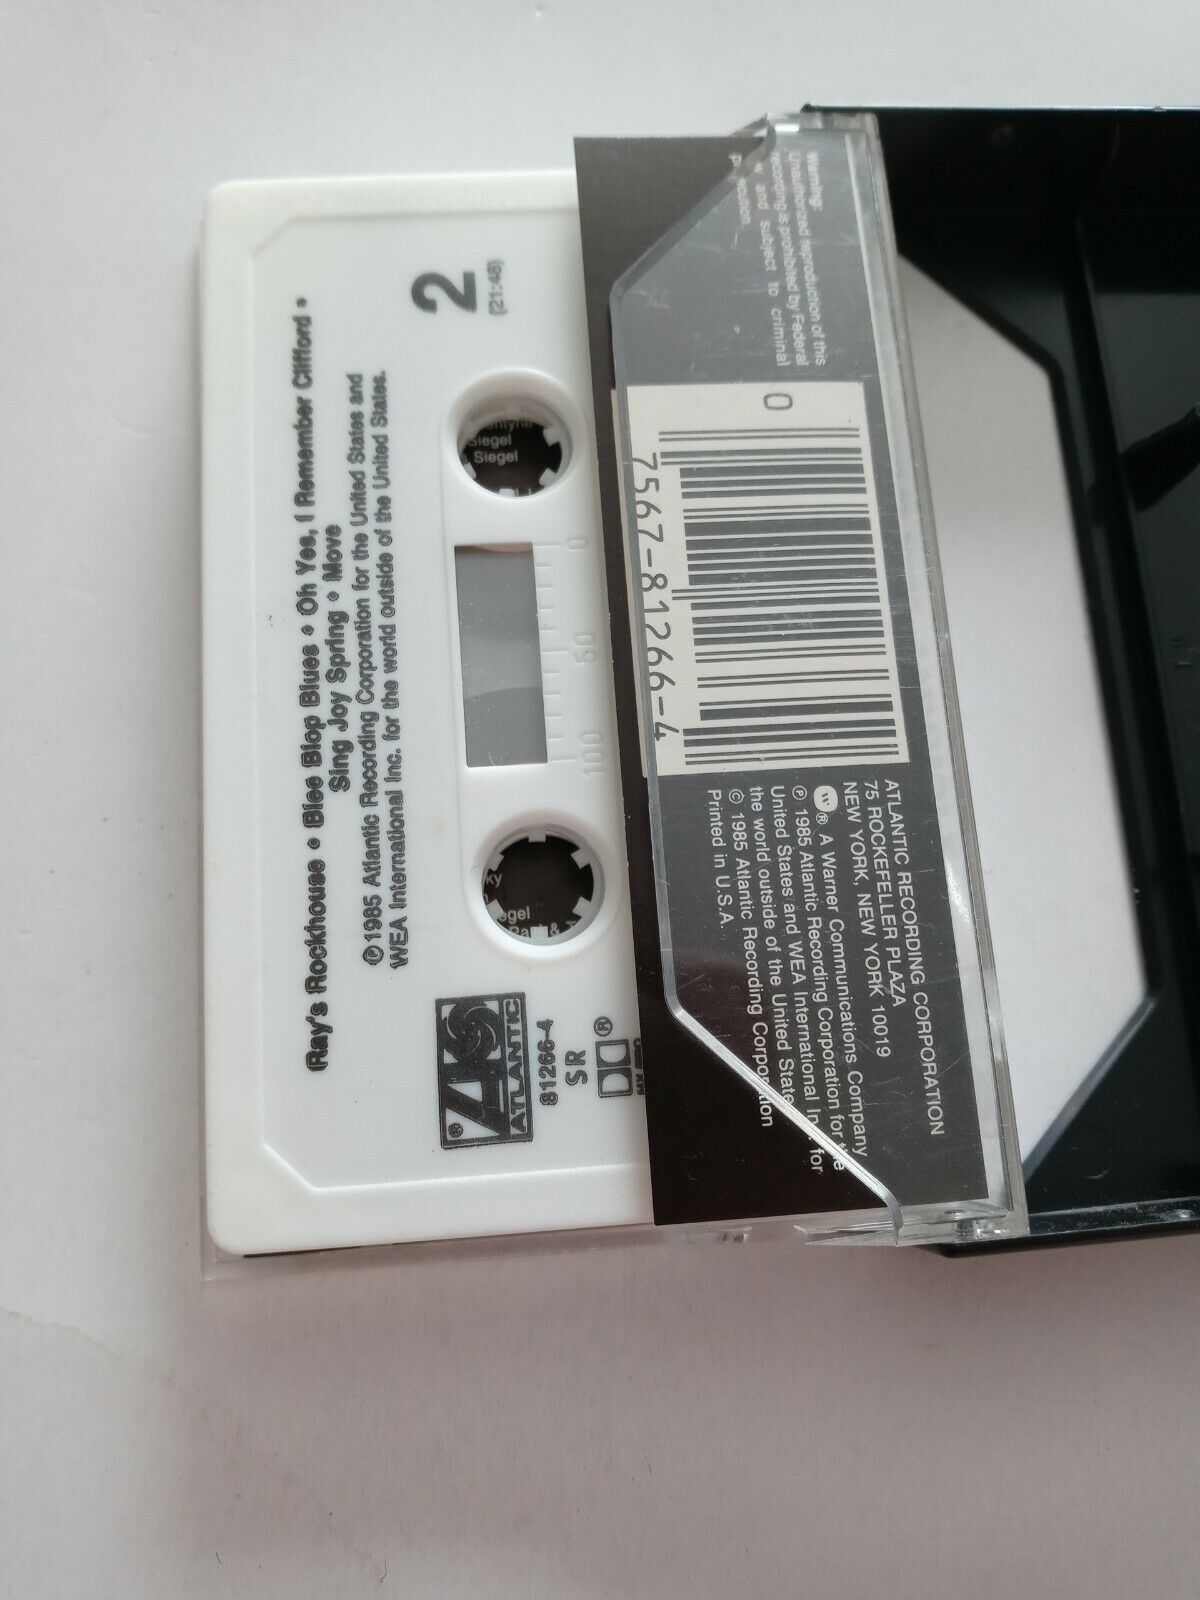 2
(21:48)
Ray's Rockhouse • Blee Blop Blues • Oh Yes, I Remember Clifford •
Sing Joy Spring • Move
℗ 1985 Atlantic Recording Corporation for the United States and
WEA International Inc. for the world outside of the United States.
Siegel
Siegel
0
50
100
ATLANTIC
®
81266-4
SR
®
Warning:
Unauthorized reproduction of this
recording is prohibited by Federal
and subject to criminal
0
7567-81266-4
ATLANTIC RECORDING CORPORATION
75 ROCKEFELLER PLAZA
NEW YORK, NEW YORK 10019
®, A Warner Communications Company
℗ 1985 Atlantic Recording Corporation for the
United States and WEA International Inc. for
the world outside of the United State
© 1985 Atlantic Recording Corporation
Printed in U.S.A.